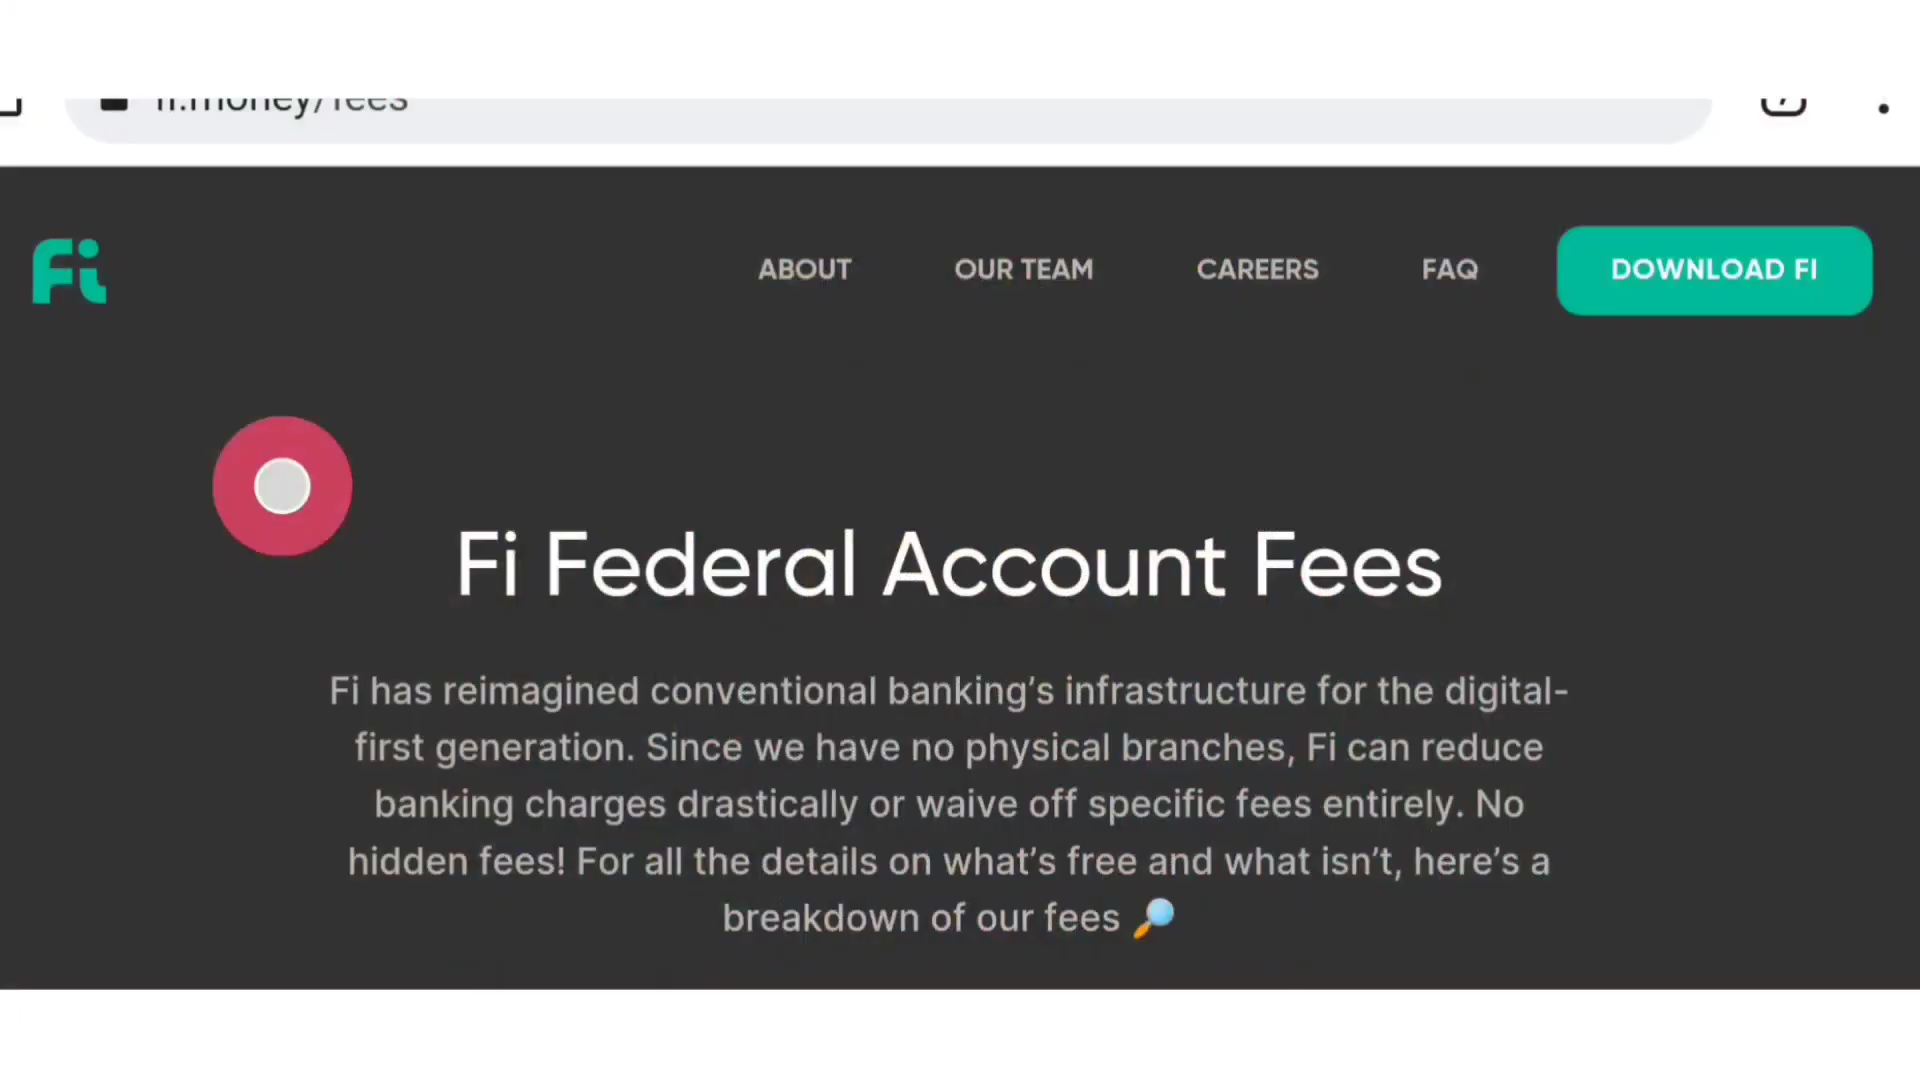 fi.money/fees
Fi
ABOUT
OUR TEAM
CAREERS
FAQ
DOWNLOAD FI
Fi Federal Account Fees
Fi has reimagined conventional banking’s infrastructure for the digital-
first generation. Since we have no physical branches, Fi can reduce
banking charges drastically or waive off specific fees entirely. No
hidden fees! For all the details on what’s free and what isn’t, here’s a
breakdown of our fees 🔎